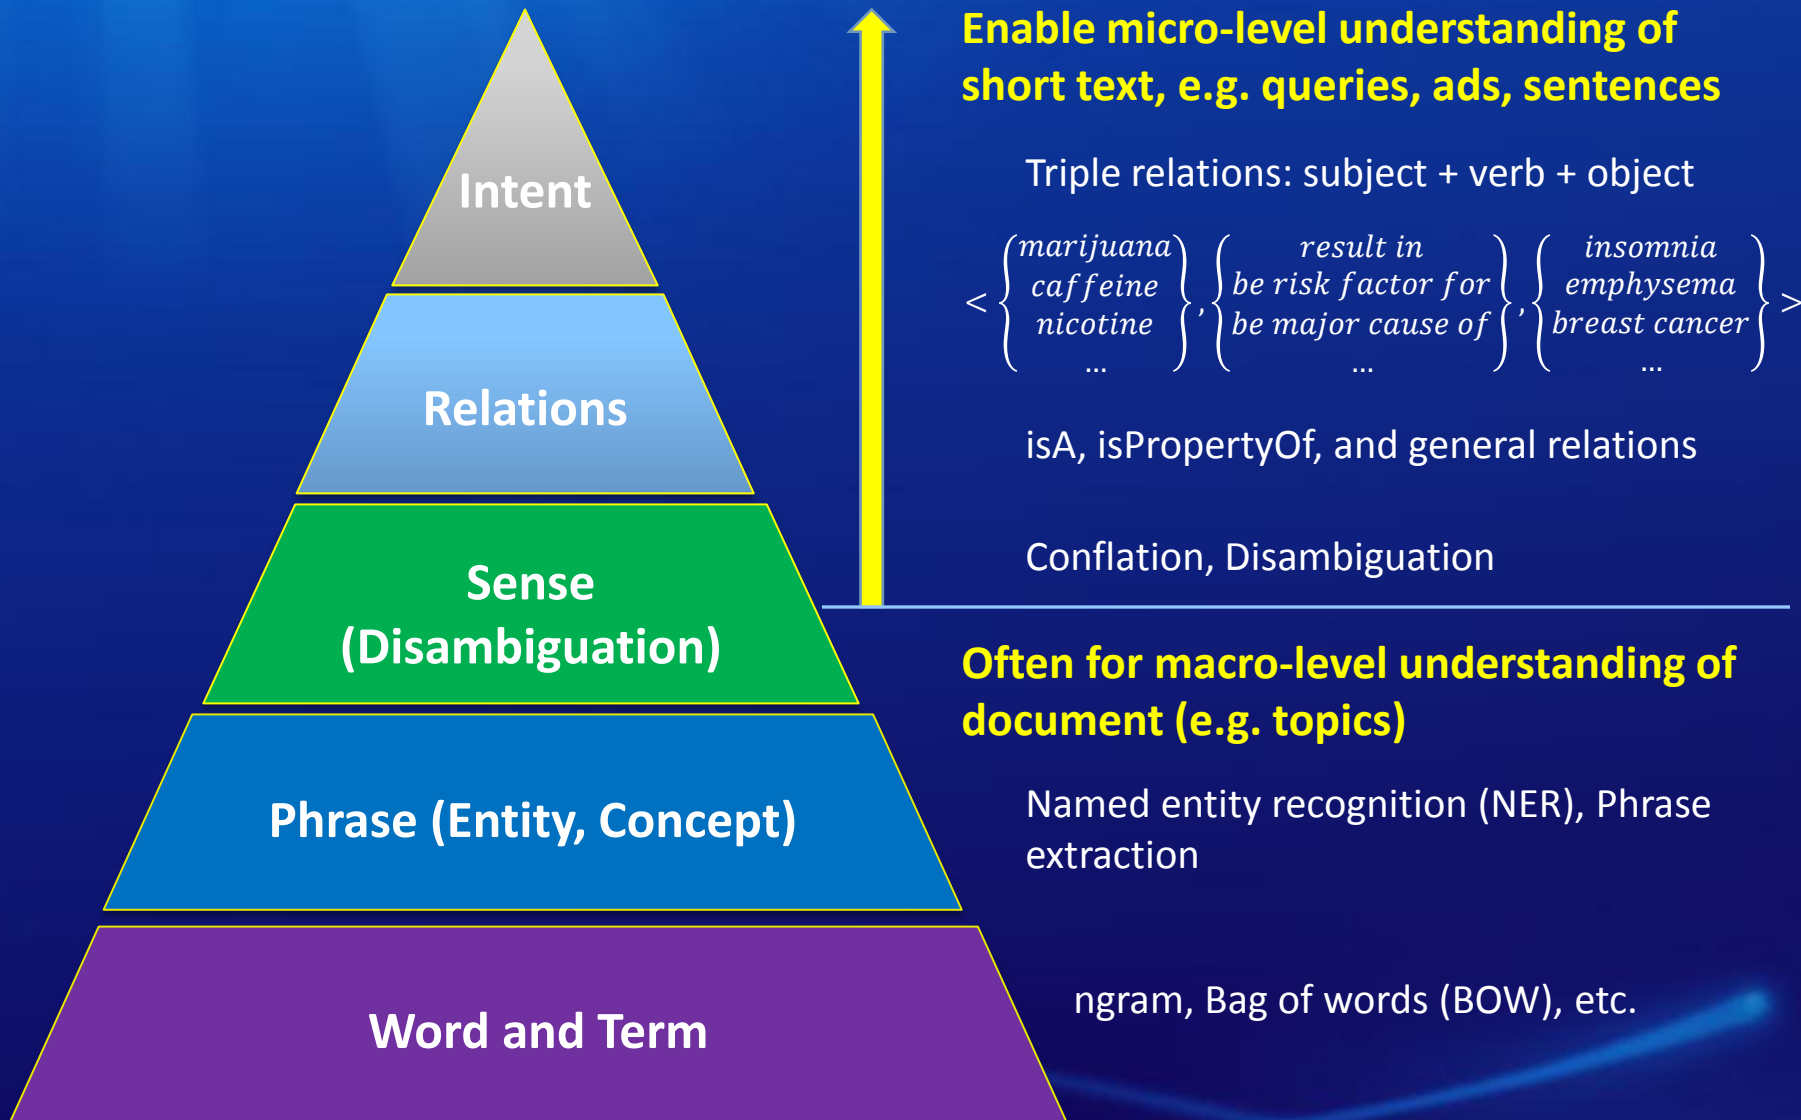 Intent
Relations
Sense
(Disambiguation)
Phrase (Entity, Concept)
Word and Term
Enable micro-level understanding of
short text, e.g. queries, ads, sentences
Triple relations: subject + verb + object
< { marijuana caffeine nicotine ... } , { result in be risk factor for be major cause of ... } , { insomnia emphysema breast cancer ... } >
isA, isPropertyOf, and general relations
Conflation, Disambiguation
Often for macro-level understanding of
document (e.g. topics)
Named entity recognition (NER), Phrase
extraction
ngram, Bag of words (BOW), etc.